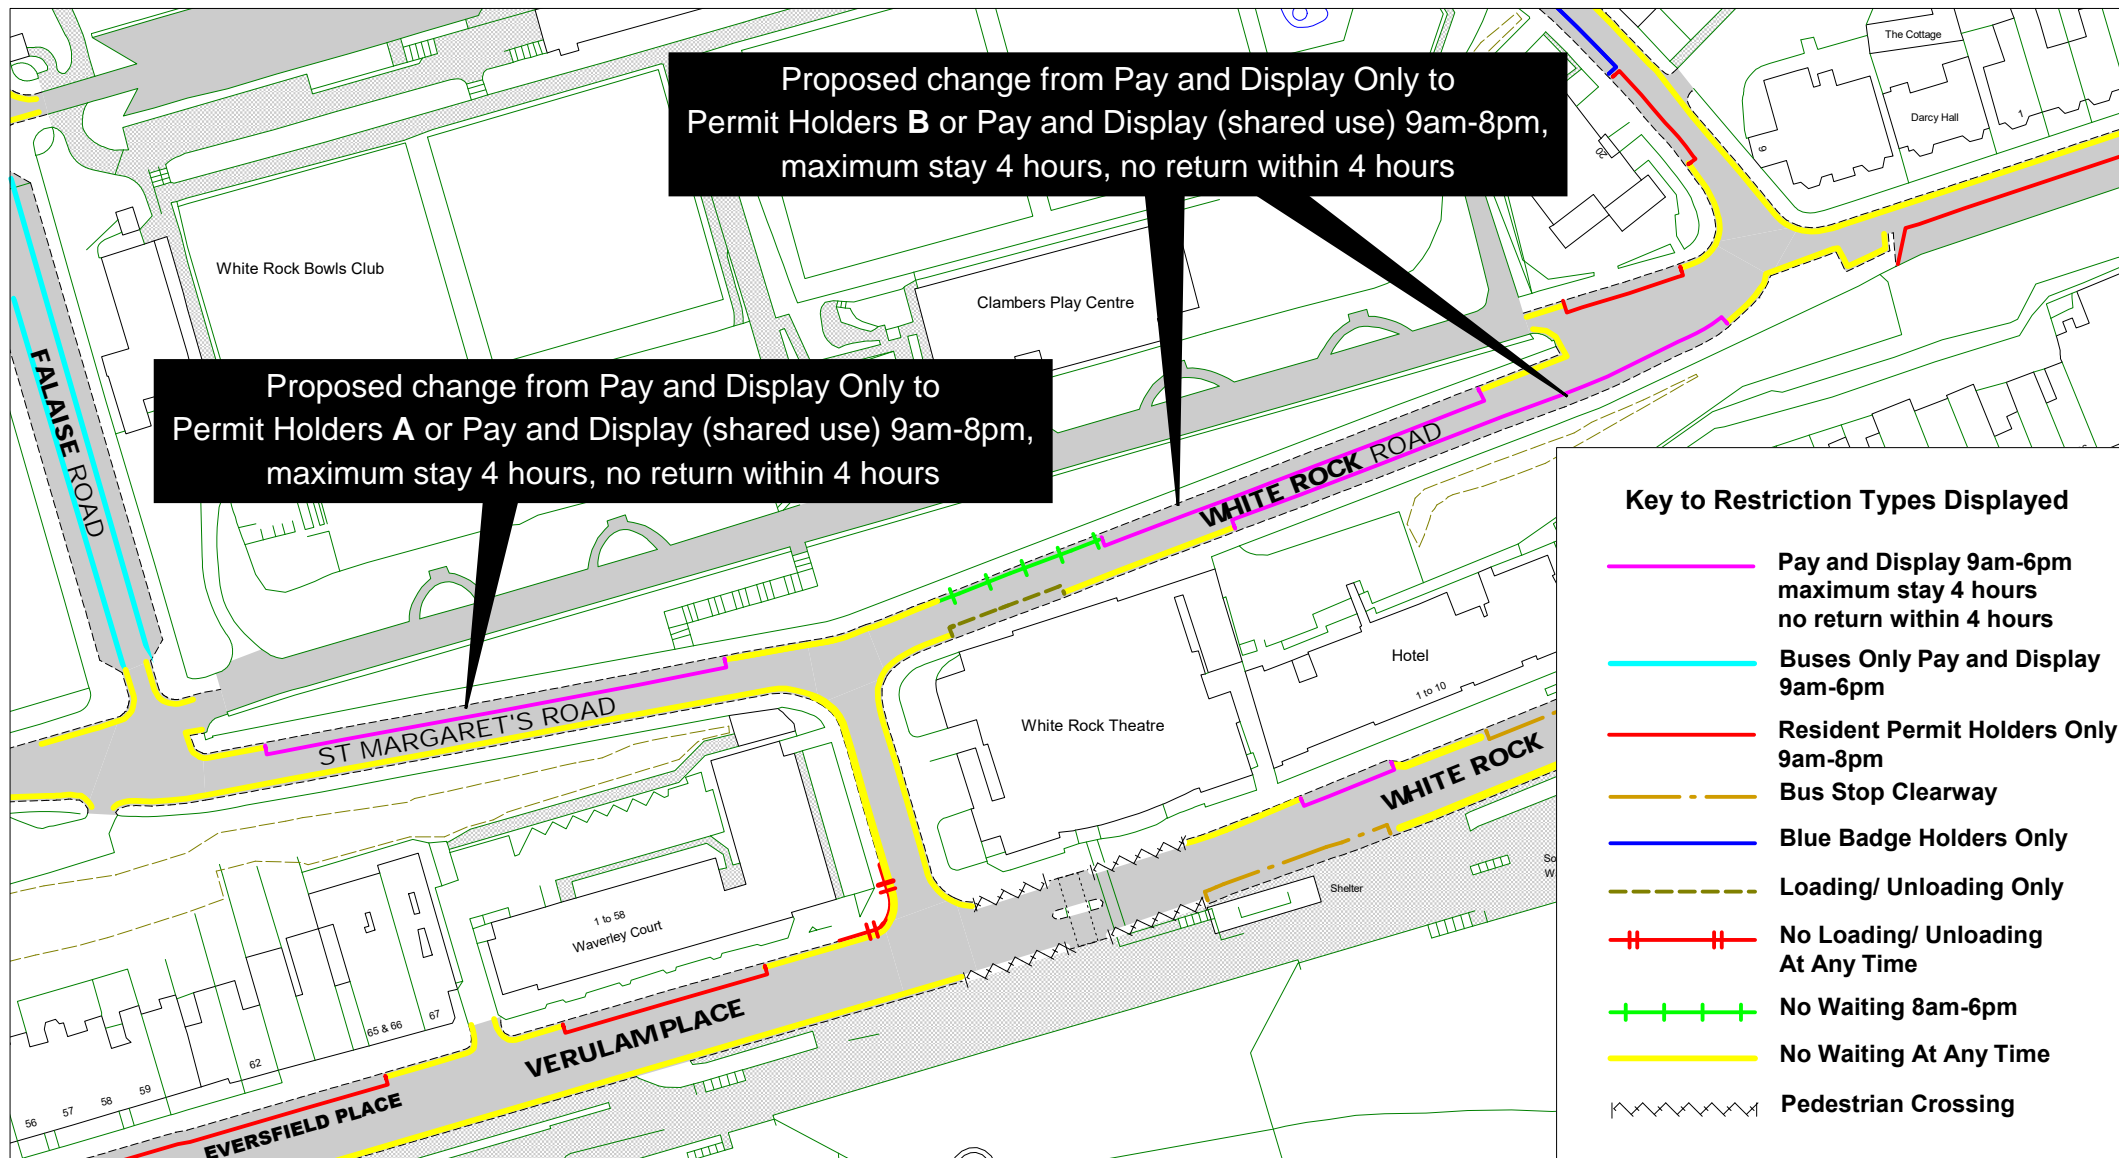 Proposed change from Pay and Display Only to
Permit Holders B or Pay and Display (shared use) 9am-8pm,
maximum stay 4 hours, no return within 4 hours
The Cottage
Darcy Hall
1
9
20
White Rock Bowls Club
Clambers Play Centre
FALAISE ROAD
Proposed change from Pay and Display Only to
Permit Holders A or Pay and Display (shared use) 9am-8pm,
maximum stay 4 hours, no return within 4 hours
WHITE ROCK ROAD
ST MARGARET'S ROAD
White Rock Theatre
Hotel
1 to 10
WHITE ROCK
Shelter
So
W
1 to 58
Waverley Court
VERULAM PLACE
EVERSFIELD PLACE
56
57
58
59
62
65 & 66
67
Key to Restriction Types Displayed
Pay and Display 9am-6pm
maximum stay 4 hours
no return within 4 hours
Buses Only Pay and Display
9am-6pm
Resident Permit Holders Only
9am-8pm
Bus Stop Clearway
Blue Badge Holders Only
Loading/ Unloading Only
No Loading/ Unloading
At Any Time
No Waiting 8am-6pm
No Waiting At Any Time
Pedestrian Crossing